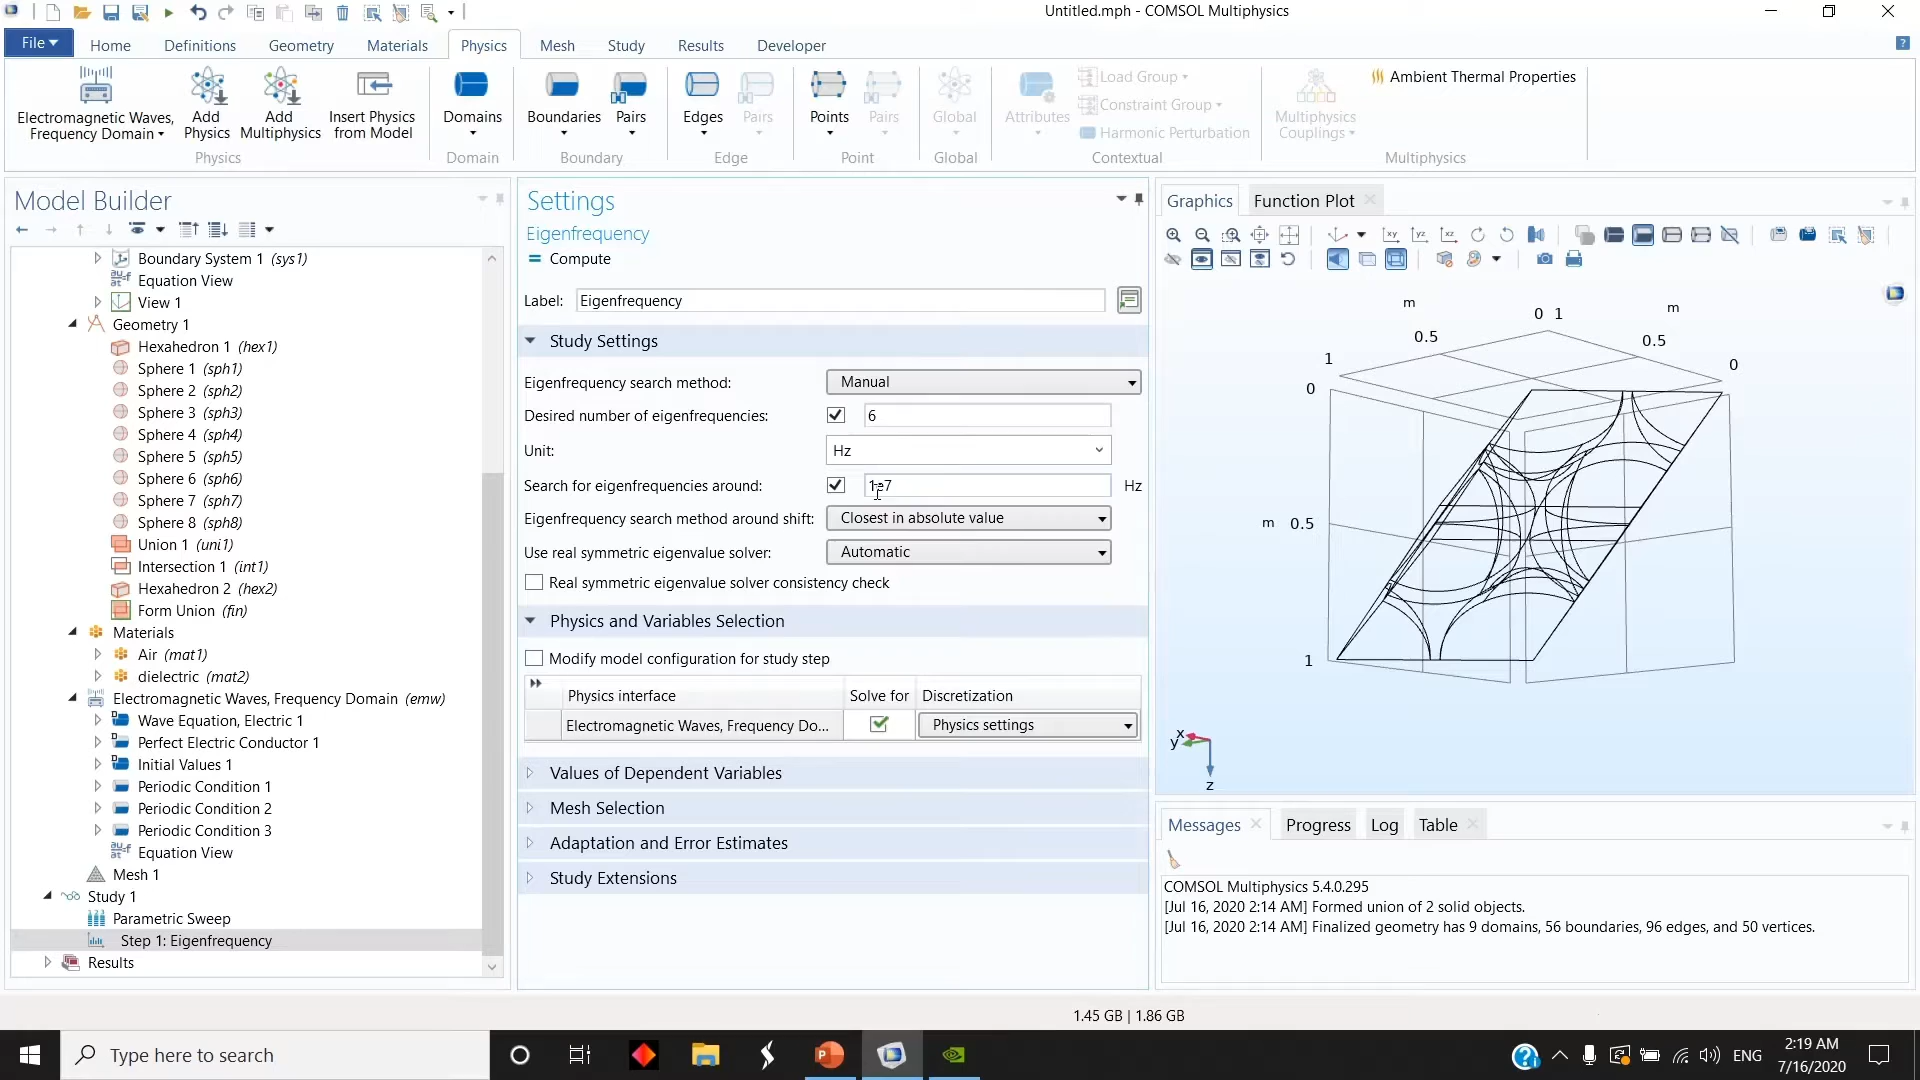 Untitled.mph - COMSOL Multiphysics
File Home Definitions Geometry Materials Physics Mesh Study Results Developer
Electromagnetic Waves, Frequency Domain
Add Physics
Add Multiphysics
Insert Physics from Model
Domains
Boundaries
Pairs
Edges
Pairs
Points
Pairs
Global
Attributes
Load Group
Constraint Group
Harmonic Perturbation
Multiphysics Couplings
Ambient Thermal Properties
Physics Domain Boundary Edge Point Global Contextual Multiphysics
Model Builder
Boundary System 1 (sys1)
Equation View
View 1
Geometry 1
Hexahedron 1 (hex1)
Sphere 1 (sph1)
Sphere 2 (sph2)
Sphere 3 (sph3)
Sphere 4 (sph4)
Sphere 5 (sph5)
Sphere 6 (sph6)
Sphere 7 (sph7)
Sphere 8 (sph8)
Union 1 (uni1)
Intersection 1 (int1)
Hexahedron 2 (hex2)
Form Union (fin)
Materials
Air (mat1)
dielectric (mat2)
Electromagnetic Waves, Frequency Domain (emw)
Wave Equation, Electric 1
Perfect Electric Conductor 1
Initial Values 1
Periodic Condition 1
Periodic Condition 2
Periodic Condition 3
Equation View
Mesh 1
Study 1
Parametric Sweep
Step 1: Eigenfrequency
Results
Settings
Eigenfrequency
= Compute
Label: Eigenfrequency
Study Settings
Eigenfrequency search method: Manual
Desired number of eigenfrequencies: 6
Unit: Hz
Search for eigenfrequencies around: 1e7 Hz
Eigenfrequency search method around shift: Closest in absolute value
Use real symmetric eigenvalue solver: Automatic
Real symmetric eigenvalue solver consistency check
Physics and Variables Selection
Modify model configuration for study step
Physics interface Solve for Discretization
Electromagnetic Waves, Frequency Do... Physics settings
Values of Dependent Variables
Mesh Selection
Adaptation and Error Estimates
Study Extensions
Graphics Function Plot
xy yz xz
m m
0 1
0.5 0.5
1 0
0
m 0.5
1
x
y
z
Messages Progress Log Table
COMSOL Multiphysics 5.4.0.295
[Jul 16, 2020 2:14 AM] Formed union of 2 solid objects.
[Jul 16, 2020 2:14 AM] Finalized geometry has 9 domains, 56 boundaries, 96 edges, and 50 vertices.
1.45 GB | 1.86 GB
Type here to search
ENG
2:19 AM
7/16/2020